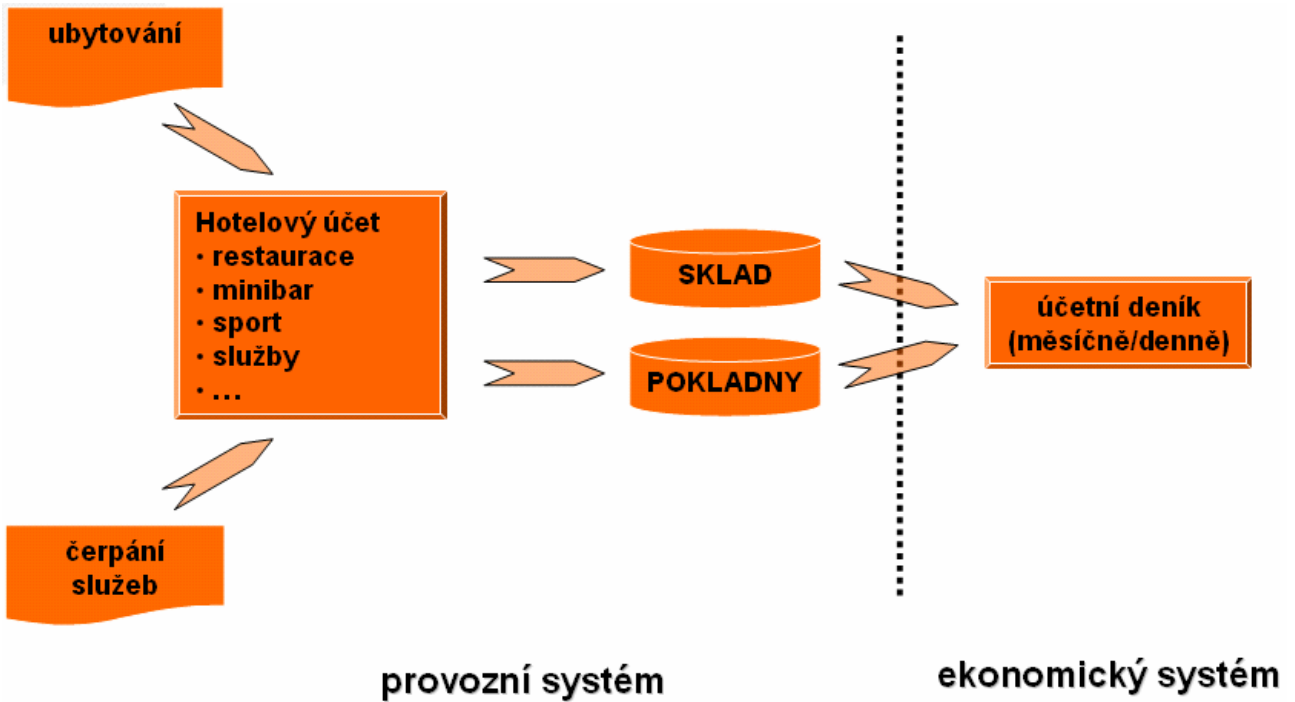 ubytování
Hotelový účet
· restaurace
· minibar
· sport
· služby
· ...
čerpání
služeb
SKLAD
POKLADNY
účetní deník
(měsíčně/denně)
provozní systém
ekonomický systém